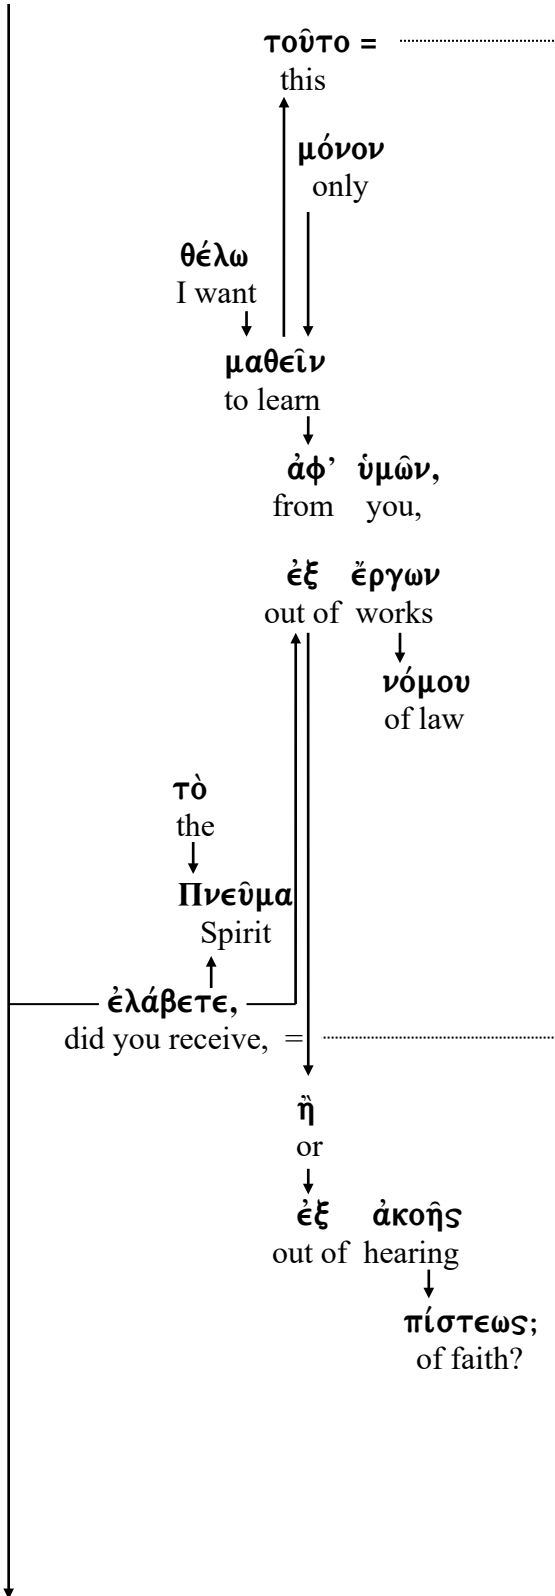 τοῦτο =
this
μόνον
only
θέλω
I want
μαθεῖν
to learn
ἀφ’ ὑμῶν,
from you,
ἐξ ἔργων
out of works
νόμου
of law
τὸ
the
Πνεῦμα
Spirit
ἐλάβετε,
did you receive, =
ἢ
or
ἐξ ἀκοῆς
out of hearing
πίστεως;
of faith?